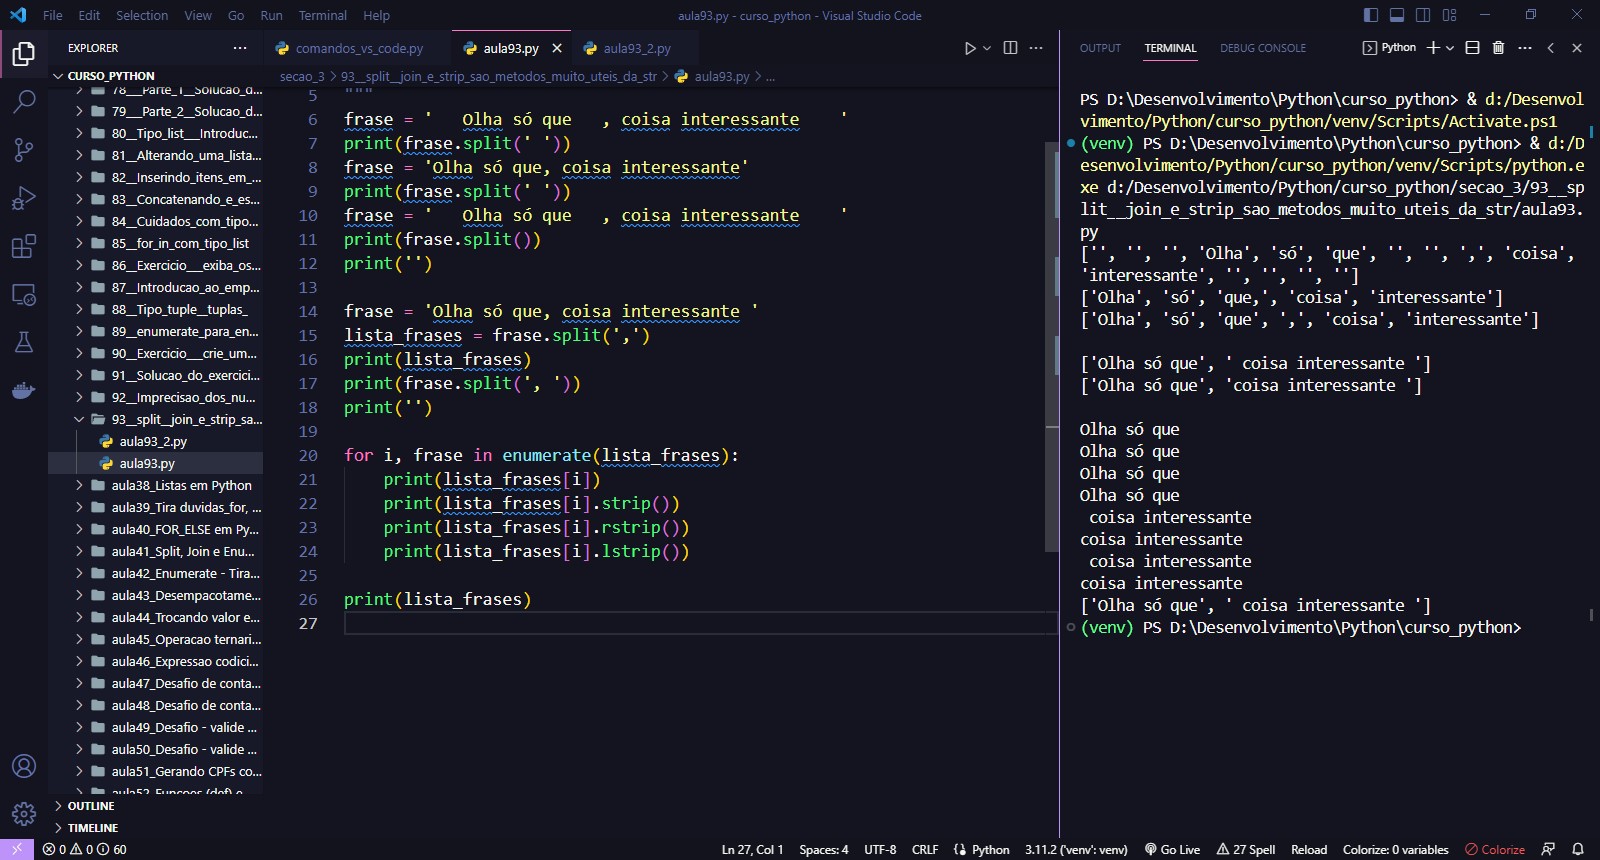 File Edit Selection View Go Run Terminal Help
aula93.py - curso_python - Visual Studio Code
EXPLORER ...
CURSO_PYTHON
78__Parte_1__Solucao_d...
79__Parte_2__Solucao_d...
80__Tipo_list__Introduc...
81__Alterando_uma_lista...
82__Inserindo_itens_em_...
83__Concatenando_e_es...
84__Cuidados_com_tipo...
85__for_in_com_tipo_list
86__Exercicio___exiba_os...
87__Introducao_ao_emp...
88__Tipo_tuple__tuplas_
89__enumerate_para_en...
90__Exercicio___crie_um...
91__Solucao_do_exercici...
92__Imprecisao_dos_nu...
93__split__join_e_strip_sa...
aula93_2.py
aula93.py
aula38_Listas em Python
aula39_Tira duvidas_for, ...
aula40_FOR_ELSE em Py...
aula41_Split, Join e Enu...
aula42_Enumerate - Tira...
aula43_Desempacotame...
aula44_Trocando valor e...
aula45_Operacao ternari...
aula46_Expressao codici...
aula47_Desafio de conta...
aula48_Desafio de conta...
aula49_Desafio - valide ...
aula50_Desafio - valide ...
aula51_Gerando CPFs co...
aula52_Funcoes (def) e
OUTLINE
TIMELINE
comandos_vs_code.py aula93.py aula93_2.py
secao_3 > 93__split__join_e_strip_sao_metodos_muito_uteis_da_str > aula93.py > ...
5 """
6 frase = '   Olha só que   , coisa interessante    '
7 print(frase.split(' '))
8 frase = 'Olha só que, coisa interessante'
9 print(frase.split(' '))
10 frase = '   Olha só que   , coisa interessante    '
11 print(frase.split())
12 print('')
13
14 frase = 'Olha só que, coisa interessante '
15 lista_frases = frase.split(',')
16 print(lista_frases)
17 print(frase.split(', '))
18 print('')
19
20 for i, frase in enumerate(lista_frases):
21     print(lista_frases[i])
22     print(lista_frases[i].strip())
23     print(lista_frases[i].rstrip())
24     print(lista_frases[i].lstrip())
25
26 print(lista_frases)
27
OUTPUT TERMINAL DEBUG CONSOLE Python
PS D:\Desenvolvimento\Python\curso_python> & d:/Desenvol
vimento/Python/curso_python/venv/Scripts/Activate.ps1
(venv) PS D:\Desenvolvimento\Python\curso_python> & d:/D
esenvolvimento/Python/curso_python/venv/Scripts/python.e
xe d:/Desenvolvimento/Python/curso_python/secao_3/93__sp
lit__join_e_strip_sao_metodos_muito_uteis_da_str/aula93.
py
['', '', '', 'Olha', 'só', 'que', '', '', ',', 'coisa',
'interessante', '', '', '', '']
['Olha', 'só', 'que,', 'coisa', 'interessante']
['Olha', 'só', 'que', ',', 'coisa', 'interessante']
['Olha só que', ' coisa interessante ']
['Olha só que', 'coisa interessante ']
Olha só que
Olha só que
Olha só que
Olha só que
 coisa interessante
coisa interessante
 coisa interessante
coisa interessante
['Olha só que', ' coisa interessante ']
(venv) PS D:\Desenvolvimento\Python\curso_python>
0 0 60 Ln 27, Col 1 Spaces: 4 UTF-8 CRLF Python 3.11.2 ('venv': venv) Go Live 27 Spell Reload Colorize: 0 variables Colorize